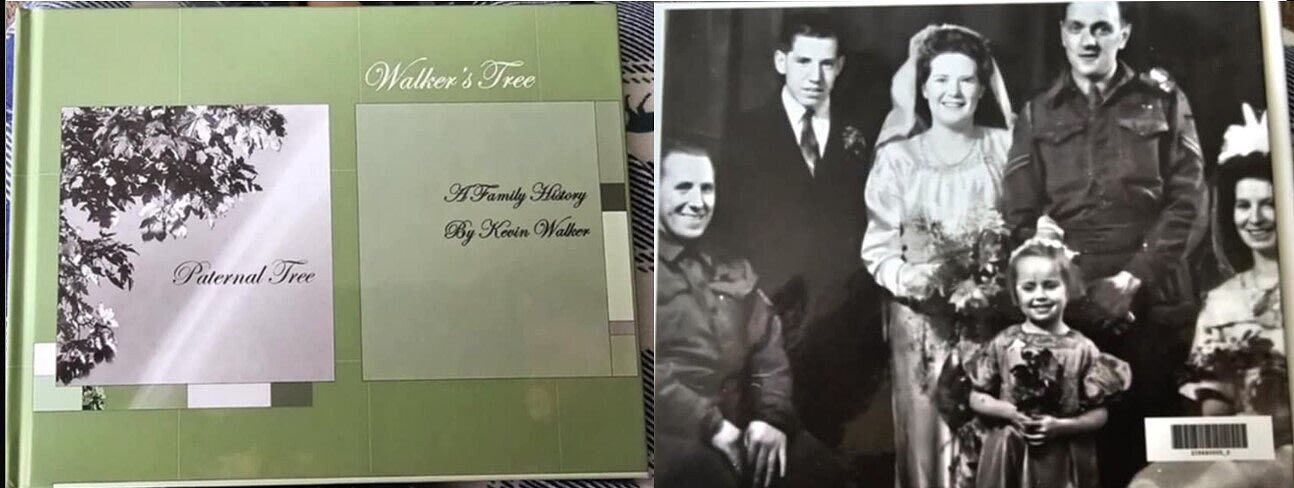 Walker's Tree
A Family History
By Kevin Walker
Paternal Tree